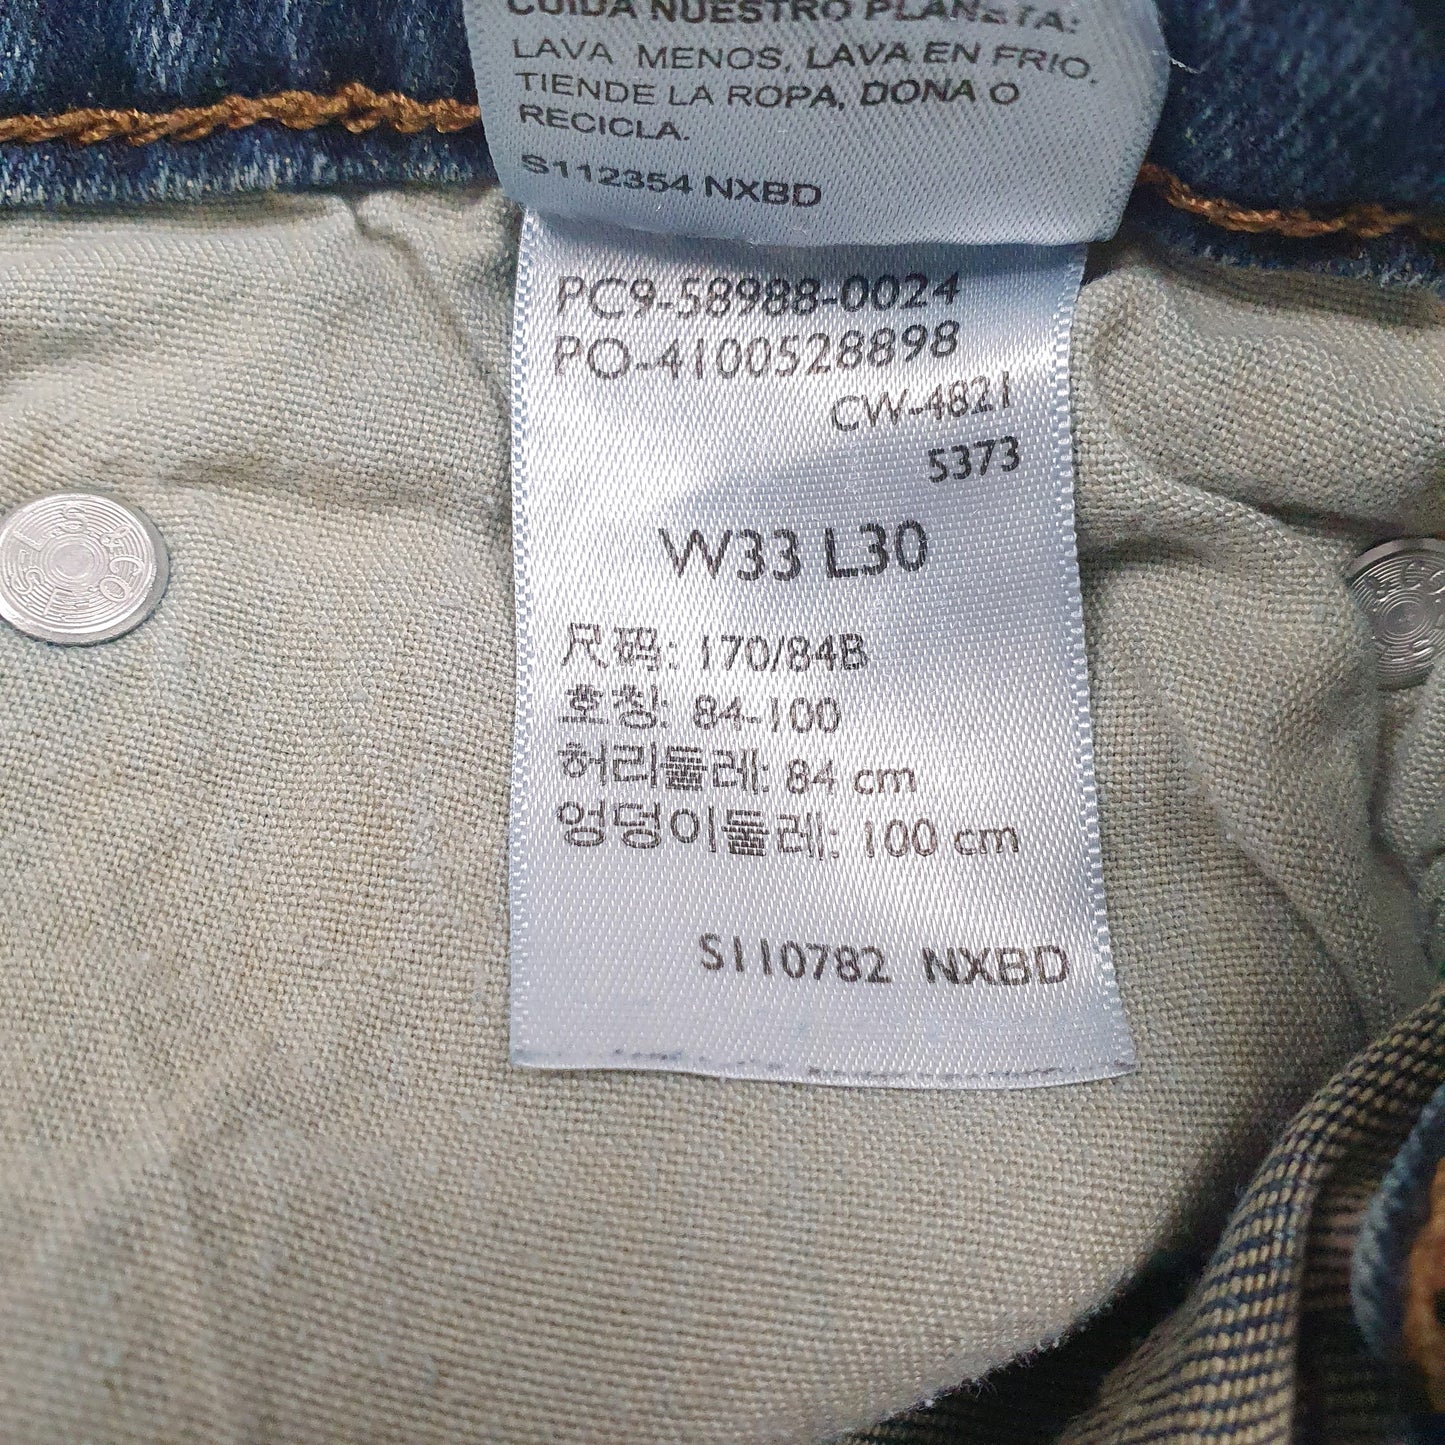 CUIDA NUESTRO PLANETA:
LAVA MENOS, LAVA EN FRIO,
TIENDE LA ROPA, DONA O
RECICLA.
S112354 NXBD
PC9-58988-0024
PO-4100528898
CW-4821
5373
W33 L30
尺码: 170/84B
호칭: 84-100
허리둘레: 84 cm
엉덩이둘레: 100 cm
S110782 NXBD